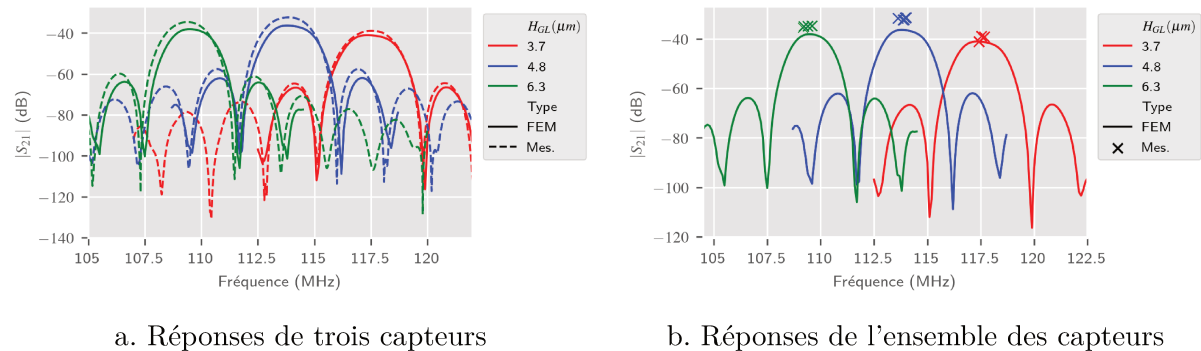 −40
−60
−80
−100
−120
−140
|S21| (dB)
105
107.5
110
112.5
115
117.5
120
Fréquence (MHz)
HGL(μm)
3.7
4.8
6.3
Type
FEM
Mes.
a. Réponses de trois capteurs
−40
−60
−80
−100
−120
|S21| (dB)
105
107.5
110
112.5
115
117.5
120
122.5
Fréquence (MHz)
HGL(μm)
3.7
4.8
6.3
Type
FEM
Mes.
b. Réponses de l'ensemble des capteurs